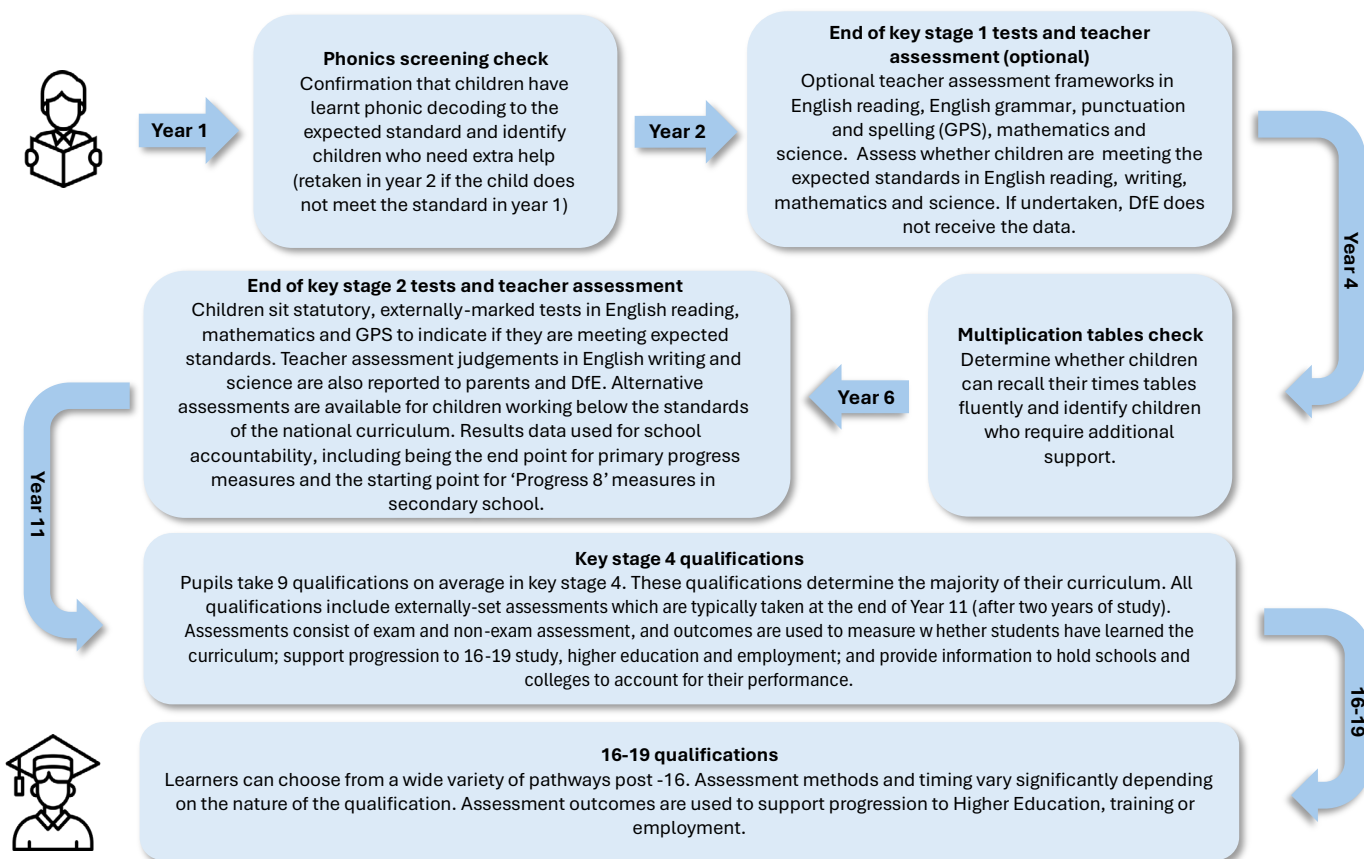 Year 1
Phonics screening check
Confirmation that children have
learnt phonic decoding to the
expected standard and identify
children who need extra help
(retaken in year 2 if the child does
not meet the standard in year 1)
Year 2
End of key stage 1 tests and teacher
assessment (optional)
Optional teacher assessment frameworks in
English reading, English grammar, punctuation
and spelling (GPS), mathematics and
science. Assess whether children are meeting the
expected standards in English reading, writing,
mathematics and science. If undertaken, DfE does
not receive the data.
Year 4
Multiplication tables check
Determine whether children
can recall their times tables
fluently and identify children
who require additional
support.
Year 6
End of key stage 2 tests and teacher assessment
Children sit statutory, externally-marked tests in English reading,
mathematics and GPS to indicate if they are meeting expected
standards. Teacher assessment judgements in English writing and
science are also reported to parents and DfE. Alternative
assessments are available for children working below the standards
of the national curriculum. Results data used for school
accountability, including being the end point for primary progress
measures and the starting point for ‘Progress 8’ measures in
secondary school.
Year 11
Key stage 4 qualifications
Pupils take 9 qualifications on average in key stage 4. These qualifications determine the majority of their curriculum. All
qualifications include externally-set assessments which are typically taken at the end of Year 11 (after two years of study).
Assessments consist of exam and non-exam assessment, and outcomes are used to measure whether students have learned the
curriculum; support progression to 16-19 study, higher education and employment; and provide information to hold schools and
colleges to account for their performance.
16-19
16-19 qualifications
Learners can choose from a wide variety of pathways post -16. Assessment methods and timing vary significantly depending
on the nature of the qualification. Assessment outcomes are used to support progression to Higher Education, training or
employment.